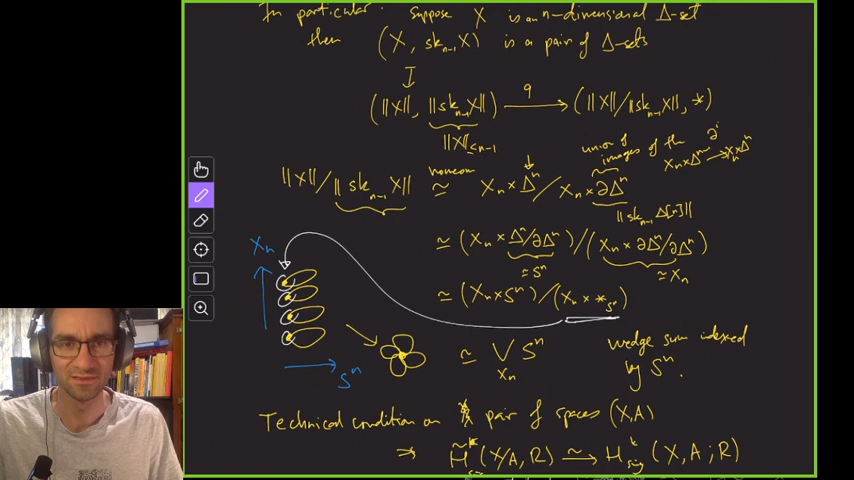 In particular: suppose X is an n-dimensional Δ-set
then (X, sk_{n-1}X) is a pair of Δ-sets
↧
(||X||, ||sk_{n-1}X||) —q→ (||X||/||sk_{n-1}X||, *)
||X||_{≤n-1}
union of images of the ∂^i
X_n × Δ^{n-1} → X_n × Δ^n
||X||/||sk_{n-1}X|| ≅ X_n × Δ^n / X_n × ∂Δ^n
||sk_{n-1}Δ[n]||
≅ (X_n × Δ^n/∂Δ^n)/(X_n × ∂Δ^n/∂Δ^n)
≅ S^n
≅ X_n
X_n
≅ (X_n × S^n)/(X_n × *_{S^n})
S^n
≅ ⋁_{X_n} S^n
wedge sum indexed
by S^n.
Technical condition on pair of spaces (X,A)
⇒ H̃^k(X/A, R) ≅→ H^k_{sing}(X, A; R)